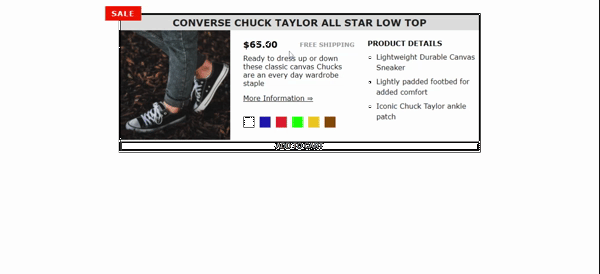 SALE
CONVERSE CHUCK TAYLOR ALL STAR LOW TOP
$65.00
FREE SHIPPING
Ready to dress up or down
these classic canvas Chucks
are an every day wardrobe
staple
More Information ⇒
PRODUCT DETAILS
Lightweight Durable Canvas
Sneaker
Lightly padded footbed for
added comfort
Iconic Chuck Taylor ankle
patch